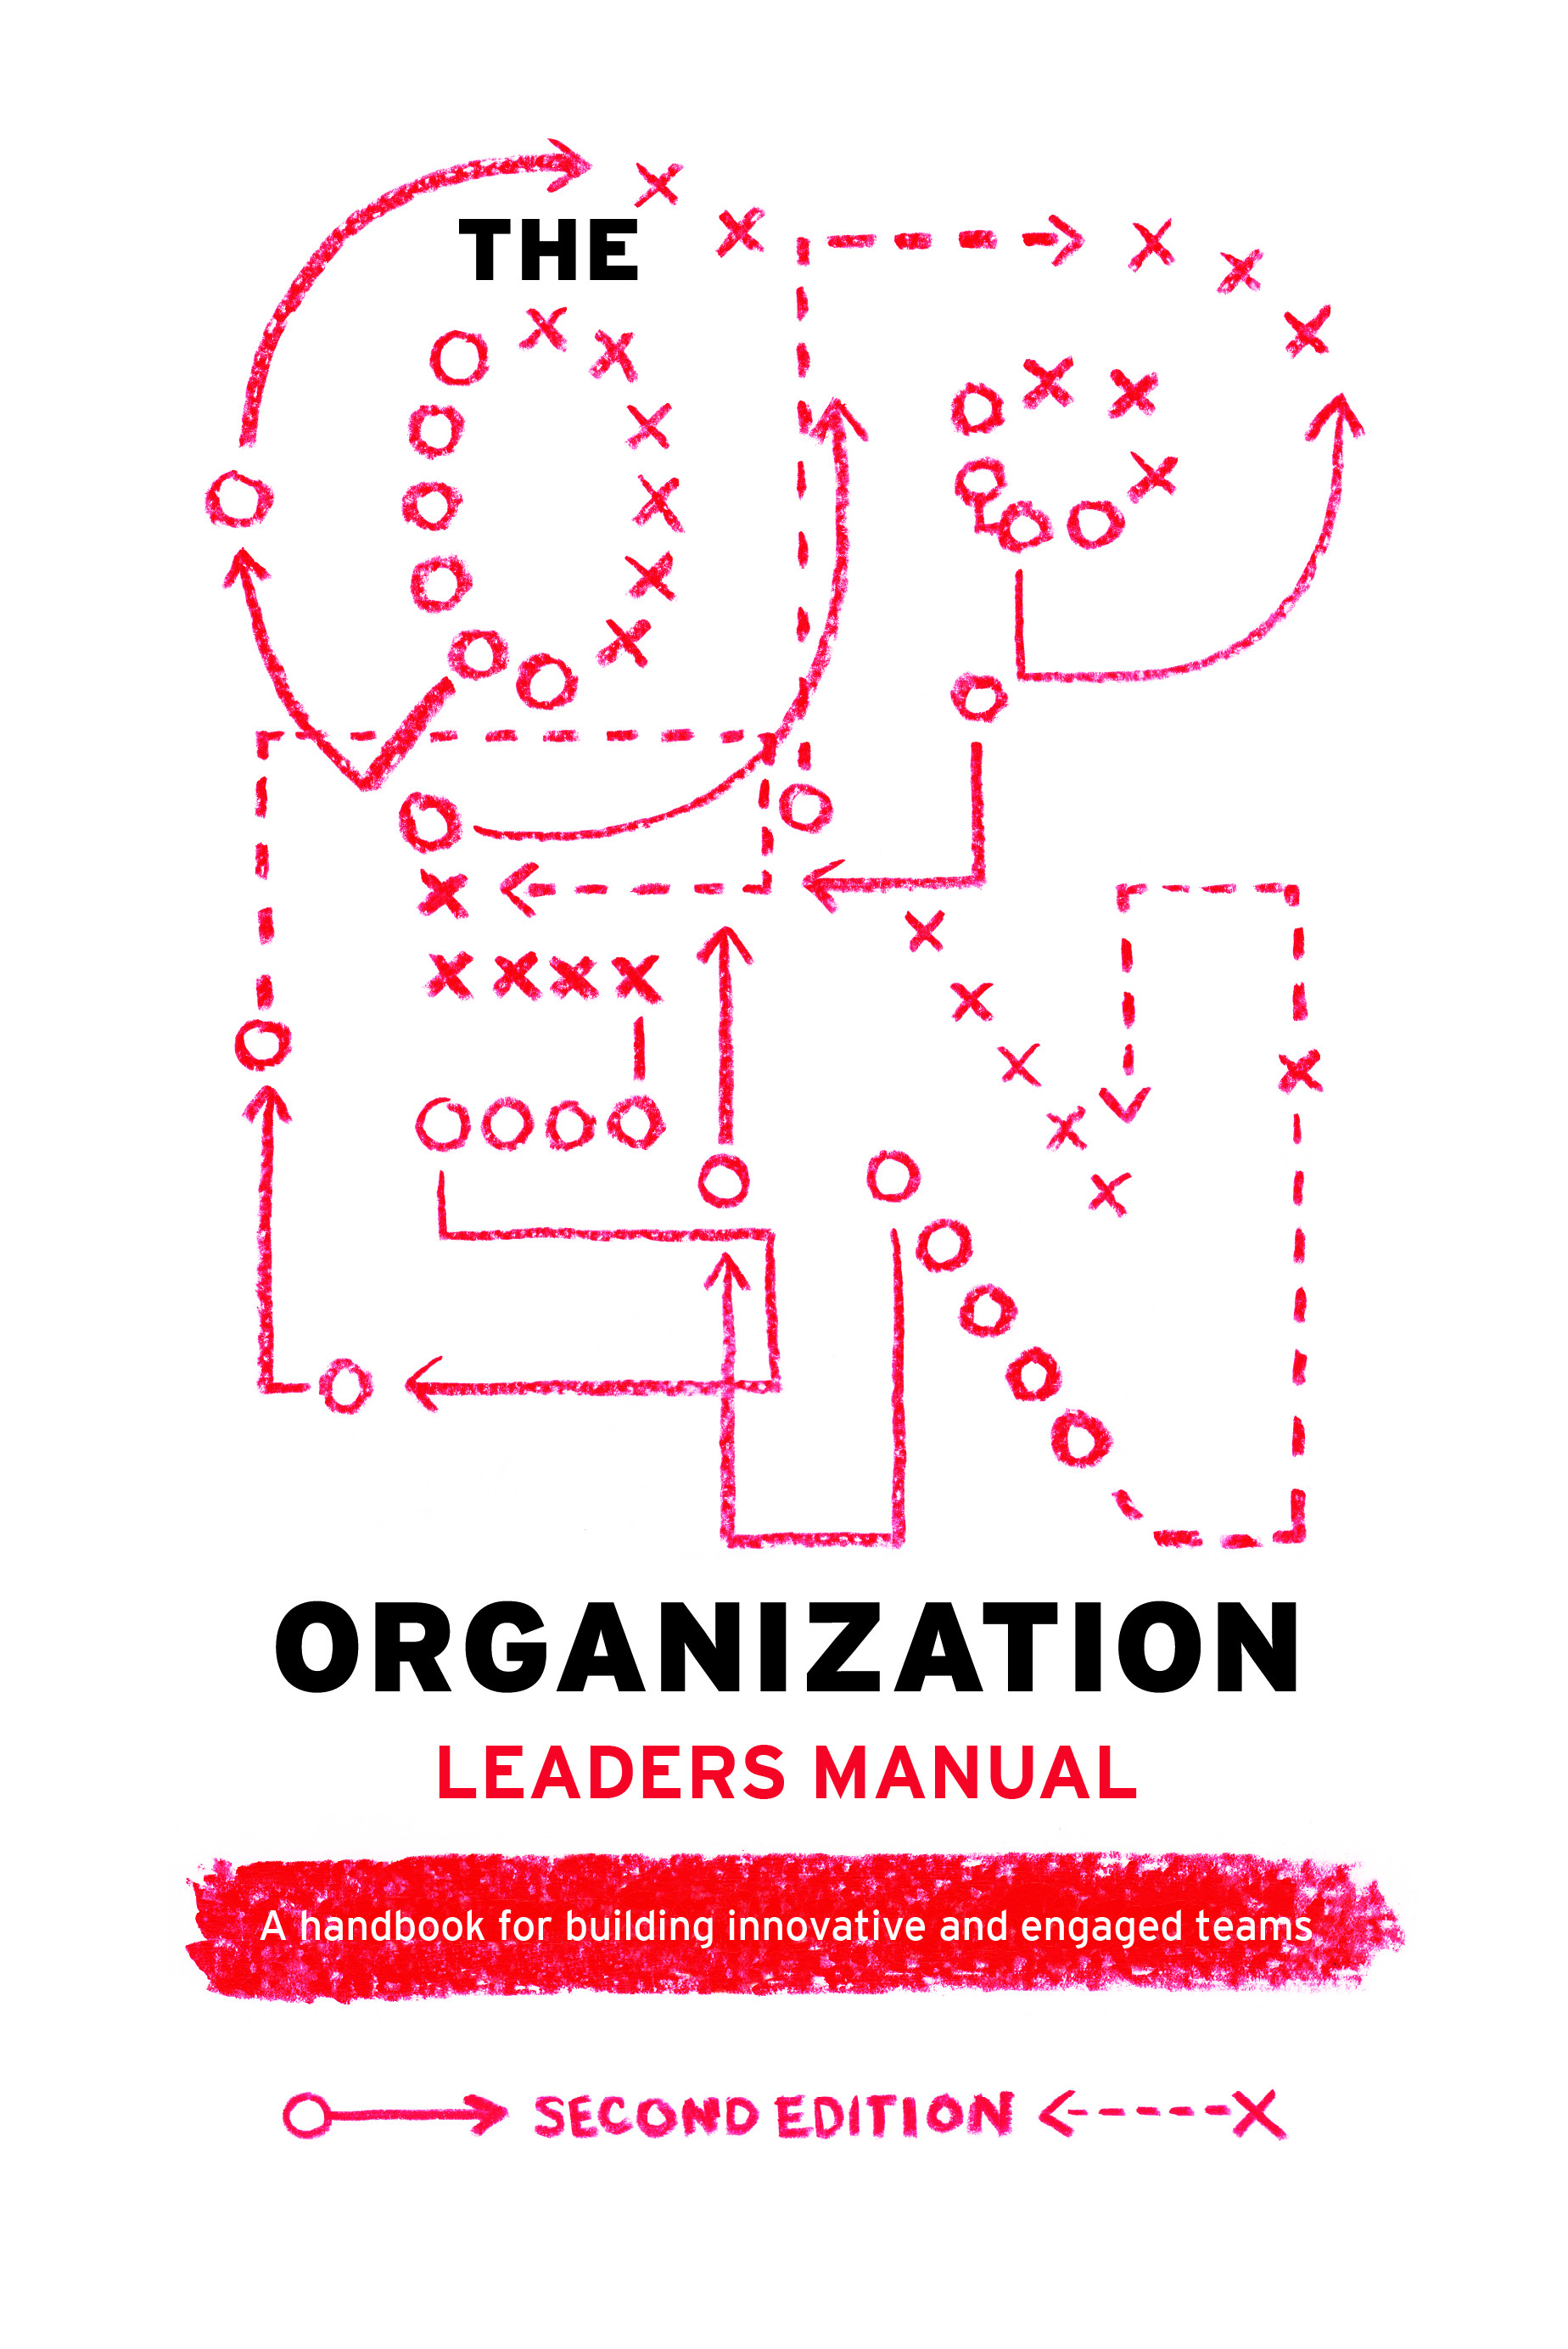 THE
OPEN
ORGANIZATION
LEADERS MANUAL
A handbook for building innovative and engaged teams
SECOND EDITION